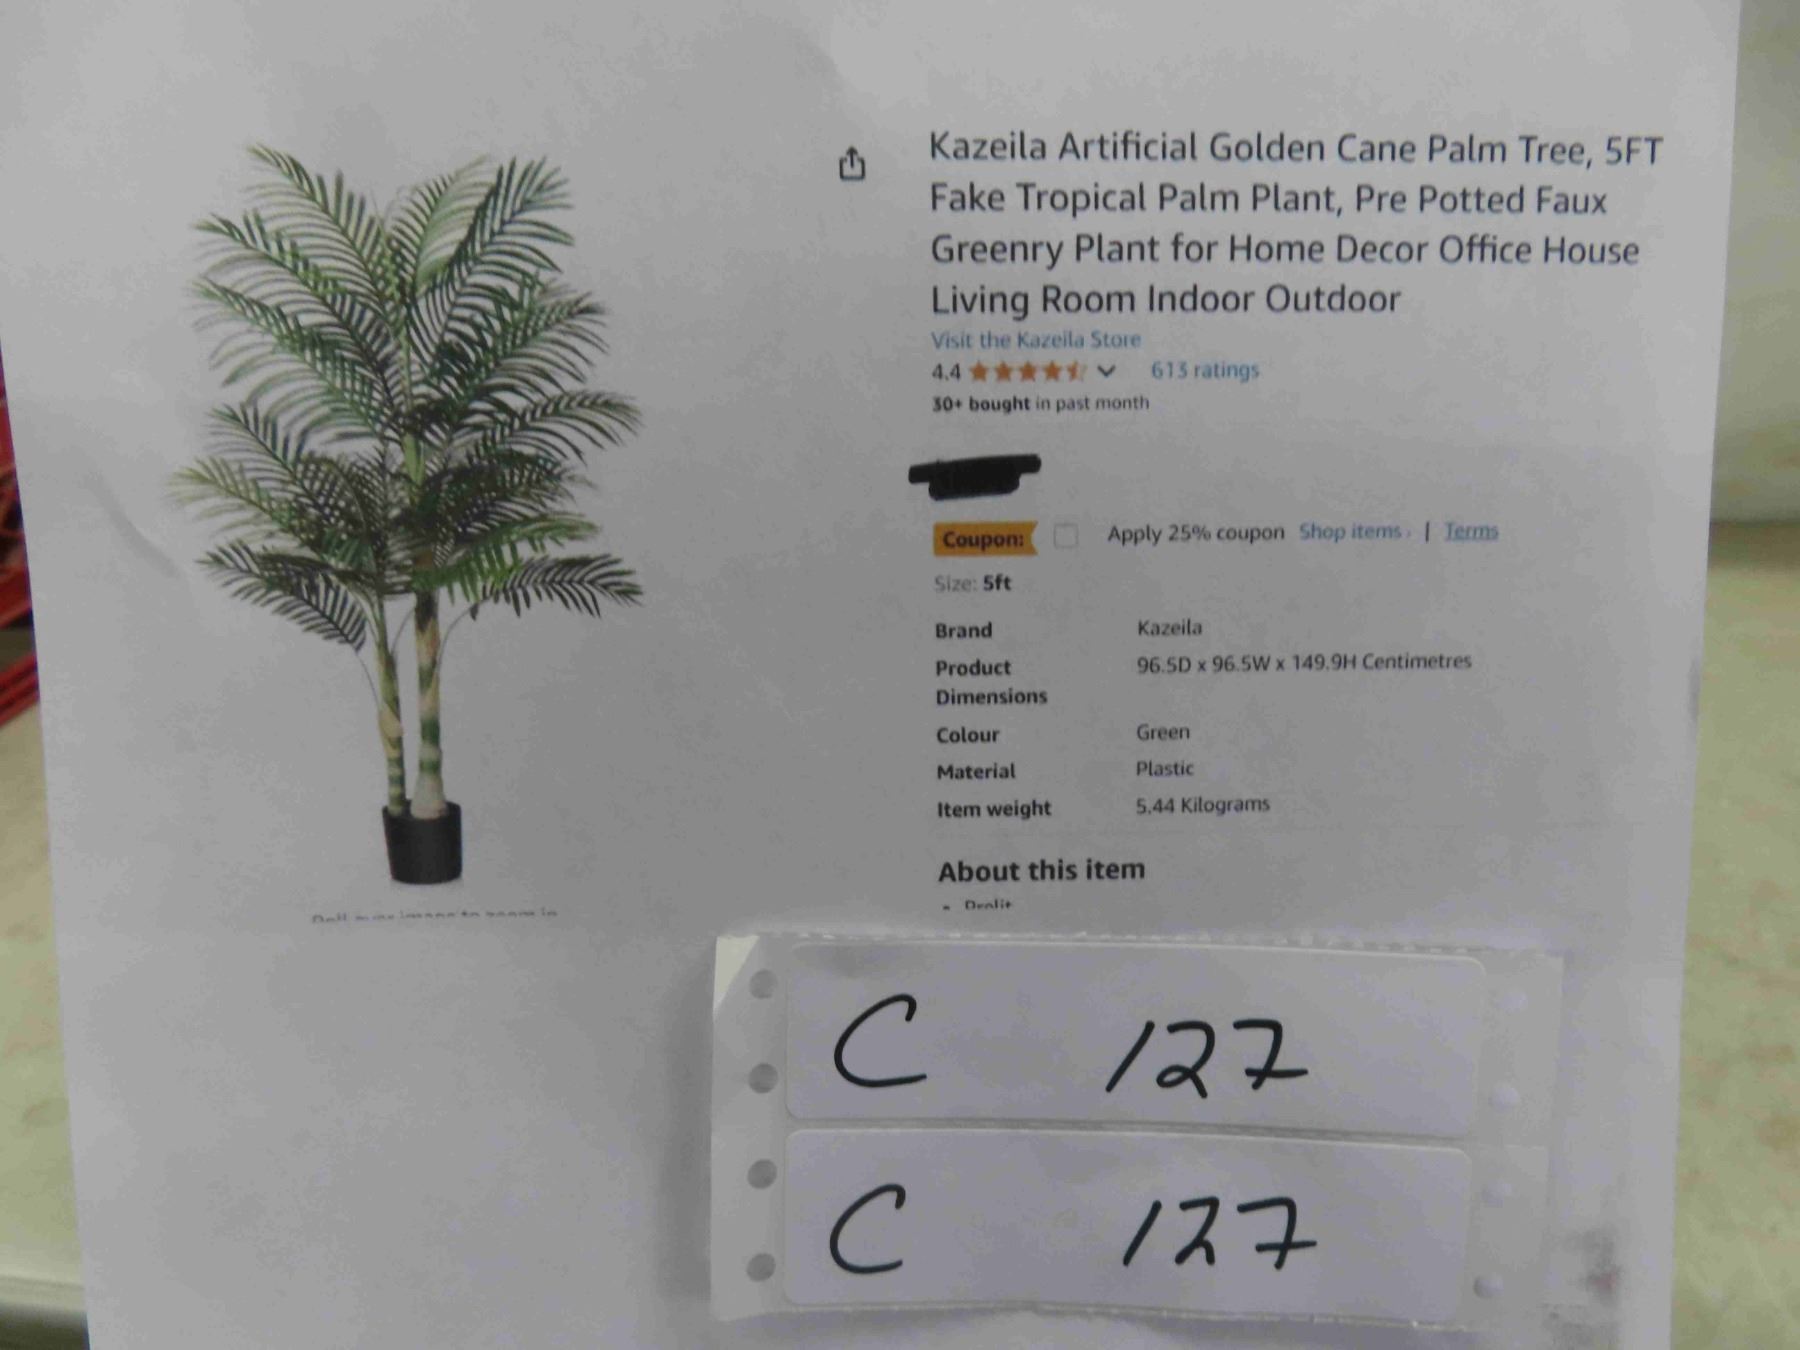 Kazeila Artificial Golden Cane Palm Tree, 5FT
Fake Tropical Palm Plant, Pre Potted Faux
Greenry Plant for Home Decor Office House
Living Room Indoor Outdoor
Visit the Kazeila Store
4.4 613 ratings
30+ bought in past month
Coupon: Apply 25% coupon Shop items › | Terms
Size: 5ft
Brand Kazeila
Product 96.5D x 96.5W x 149.9H Centimetres
Dimensions
Colour Green
Material Plastic
Item weight 5.44 Kilograms
About this item
C 127
C 127